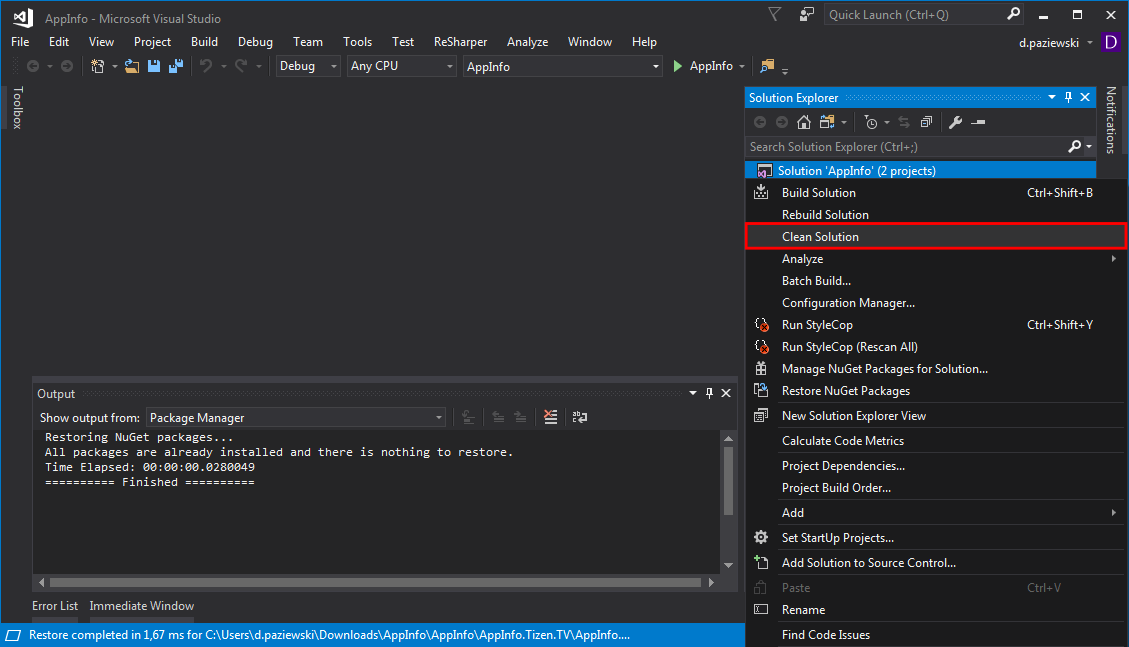 AppInfo - Microsoft Visual Studio
Quick Launch (Ctrl+Q)
File Edit View Project Build Debug Team Tools Test ReSharper Analyze Window Help
d.paziewski D
Debug Any CPU AppInfo AppInfo
Toolbox
Notifications
Solution Explorer
Search Solution Explorer (Ctrl+;)
Solution 'AppInfo' (2 projects)
Build Solution Ctrl+Shift+B
Rebuild Solution
Clean Solution
Analyze
Batch Build...
Configuration Manager...
Run StyleCop Ctrl+Shift+Y
Run StyleCop (Rescan All)
Manage NuGet Packages for Solution...
Restore NuGet Packages
New Solution Explorer View
Calculate Code Metrics
Project Dependencies...
Project Build Order...
Add
Set StartUp Projects...
Add Solution to Source Control...
Paste Ctrl+V
Rename
Find Code Issues
Output
Show output from: Package Manager
Restoring NuGet packages...
All packages are already installed and there is nothing to restore.
Time Elapsed: 00:00:00.0280049
========== Finished ==========
Error List Immediate Window
Restore completed in 1,67 ms for C:\Users\d.paziewski\Downloads\AppInfo\AppInfo\AppInfo.Tizen.TV\AppInfo....